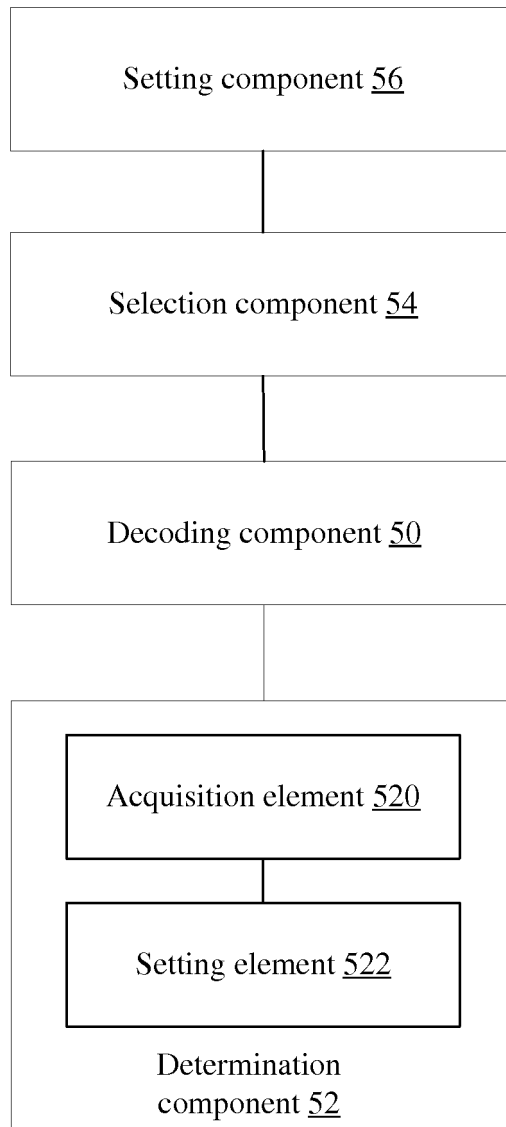 Setting component 56
Selection component 54
Decoding component 50
Acquisition element 520
Setting element 522
Determination
component 52